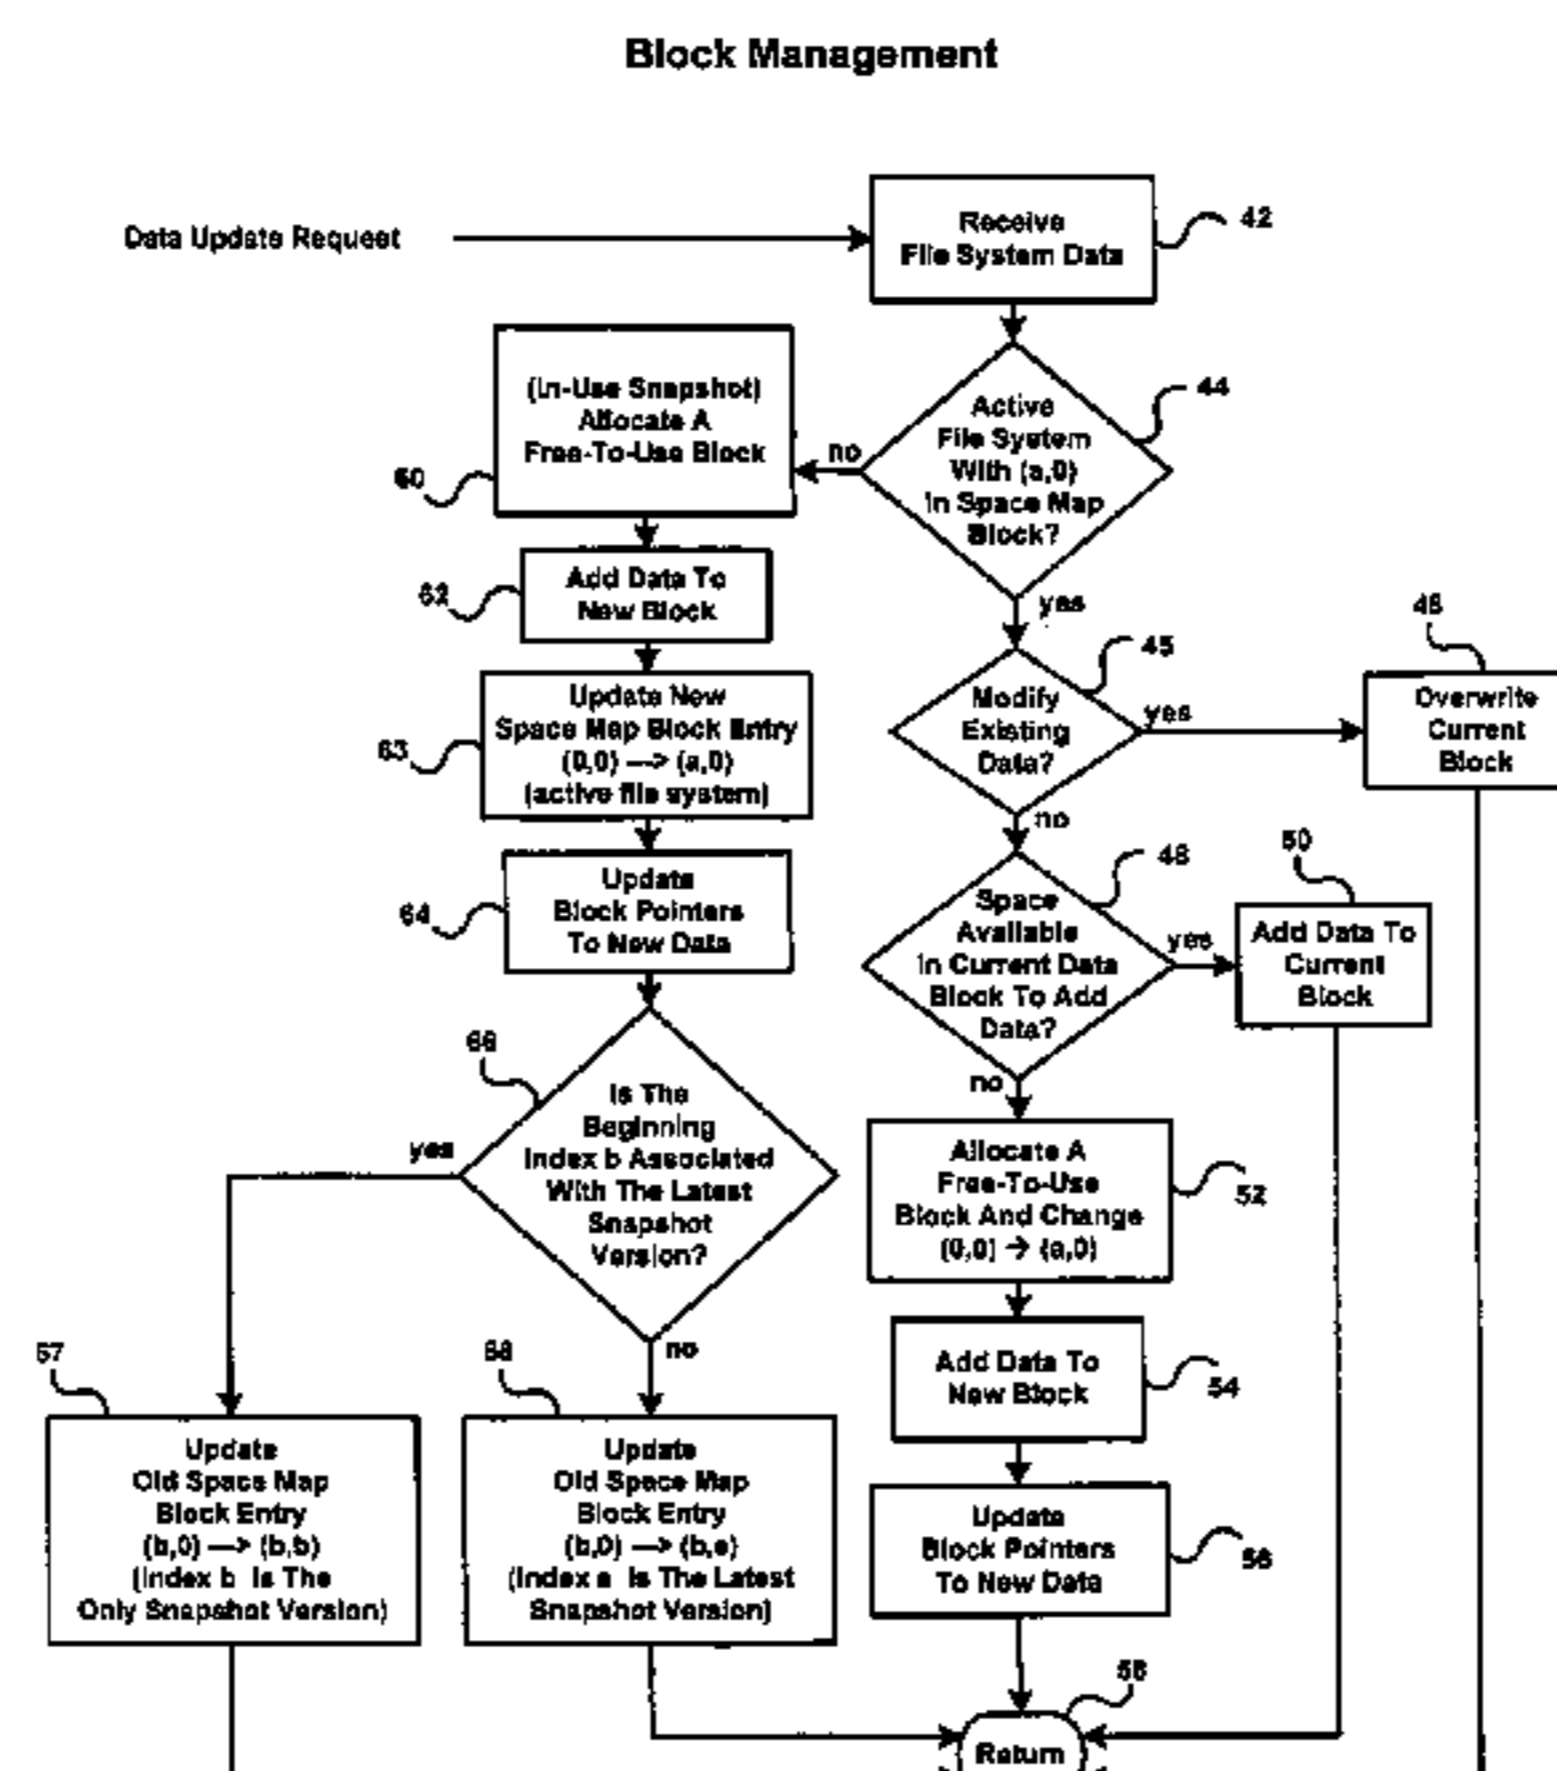 Block Management
Data Update Request
Receive
File System Data
42
(In-Use Snapshot)
Allocate A
Free-To-Use Block
60
no
Active
File System
With (a,0)
In Space Map
Block?
44
yes
Add Data To
New Block
62
Update New
Space Map Block Entry
(0,0) —> (a,0)
(active file system)
63
Modify
Existing
Data?
45
yes
no
46
Overwrite
Current
Block
Update
Block Pointers
To New Data
64
Space
Available
In Current Data
Block To Add
Data?
48
yes
no
50
Add Data To
Current
Block
66
Is The
Beginning
Index b Associated
With The Latest
Snapshot
Version?
yes
no
Allocate A
Free-To-Use
Block And Change
(0,0) → (a,0)
52
Add Data To
New Block
54
67
Update
Old Space Map
Block Entry
(b,0) —> (b,b)
(Index b Is The
Only Snapshot Version)
68
Update
Old Space Map
Block Entry
(b,0) —> (b,e)
(Index e Is The Latest
Snapshot Version)
Update
Block Pointers
To New Data
56
58
Return